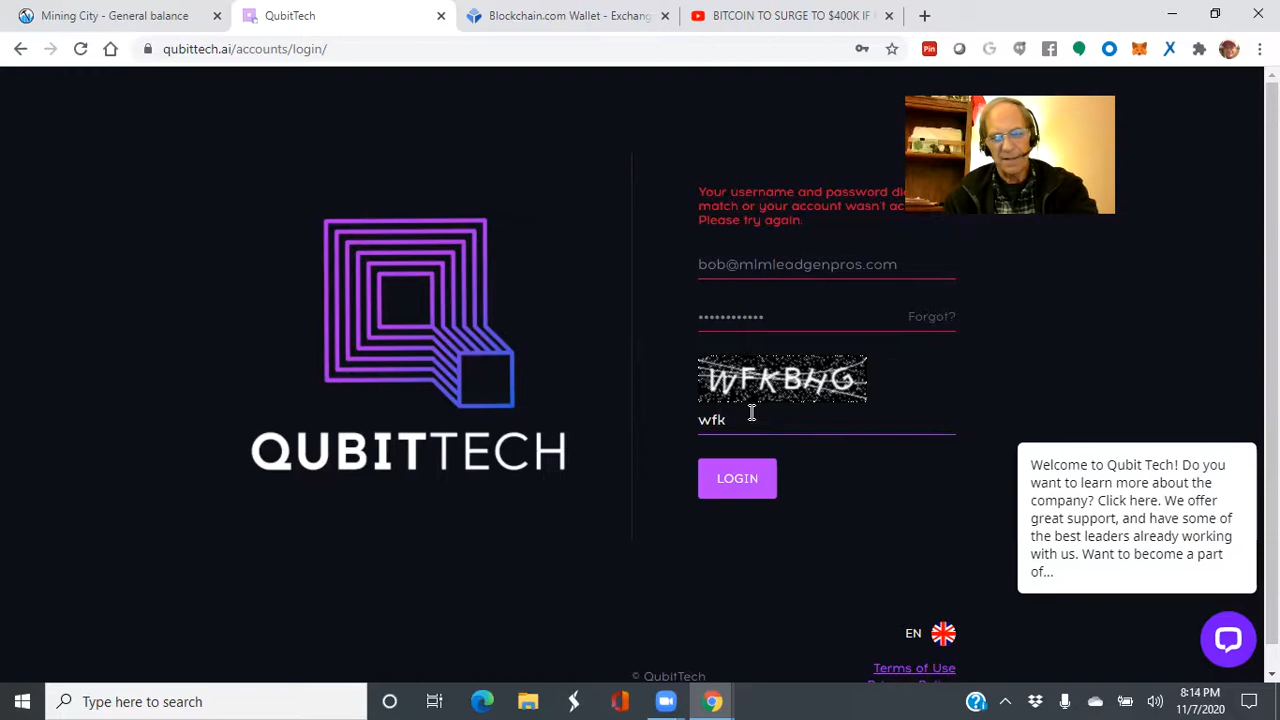 Mining City - General balance
QubitTech
Blockchain.com Wallet - Exchang
BITCOIN TO SURGE TO $400K IF
qubittech.ai/accounts/login/
Pin
Your username and password di
match or your account wasn't ac
Please try again.
bob@mlmleadgenpros.com
Forgot?
WFKBHG
wfk
LOGIN
QUBITTECH
Welcome to Qubit Tech! Do you
want to learn more about the
company? Click here. We offer
great support, and have some of
the best leaders already working
with us. Want to become a part
of...
EN
Terms of Use
© QubitTech
Type here to search
8:14 PM
11/7/2020